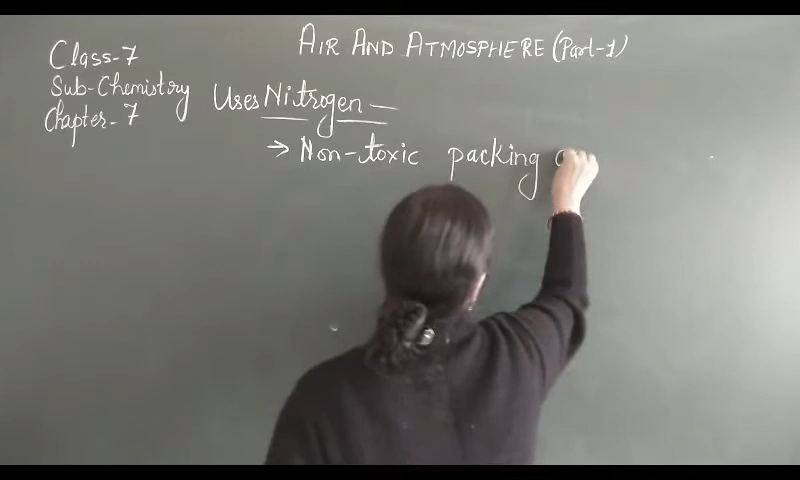 AIR AND ATMOSPHERE (Part-1)
Class-7
Sub-Chemistry
Chapter-7
Uses Nitrogen —
→ Non-toxic packing